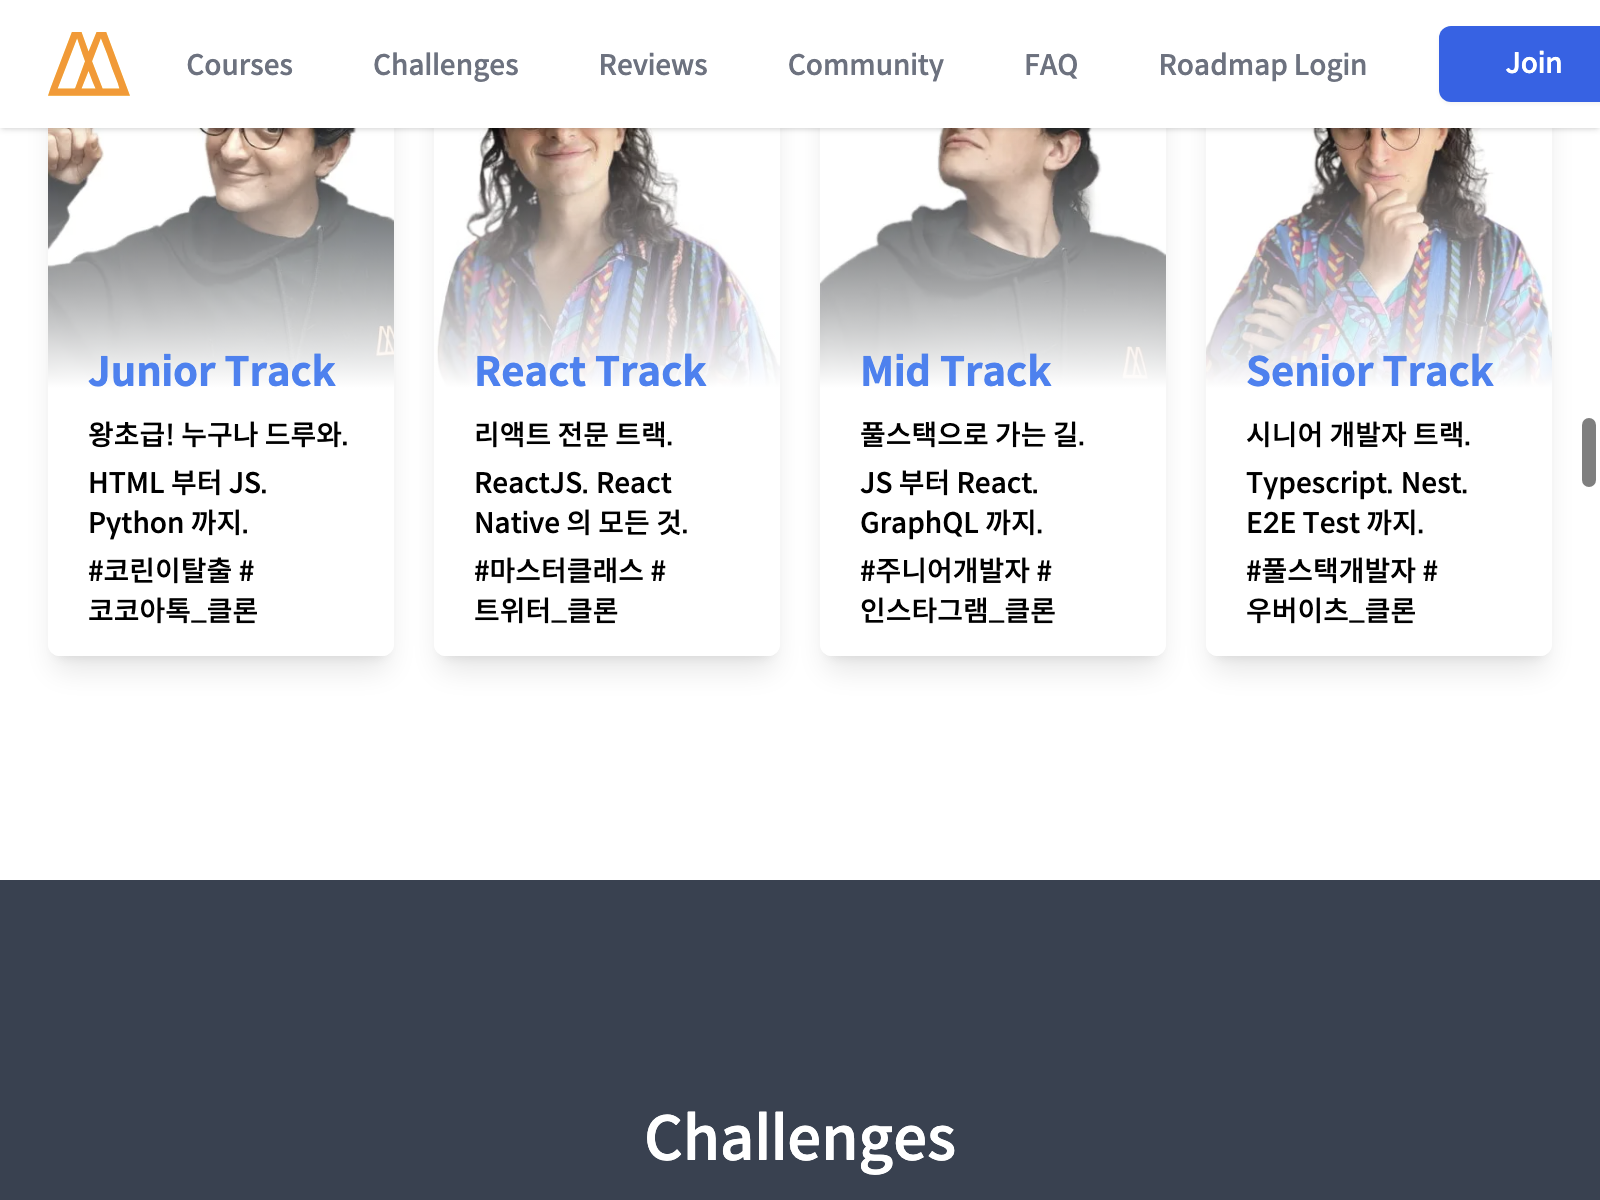 Courses Challenges Reviews Community FAQ Roadmap Login Join
Junior Track
왕초급! 누구나 드루와.
HTML 부터 JS.
Python 까지.
#코린이탈출 #
코코아톡_클론
React Track
리액트 전문 트랙.
ReactJS. React
Native 의 모든 것.
#마스터클래스 #
트위터_클론
Mid Track
풀스택으로 가는 길.
JS 부터 React.
GraphQL 까지.
#주니어개발자 #
인스타그램_클론
Senior Track
시니어 개발자 트랙.
Typescript. Nest.
E2E Test 까지.
#풀스택개발자 #
우버이츠_클론
Challenges